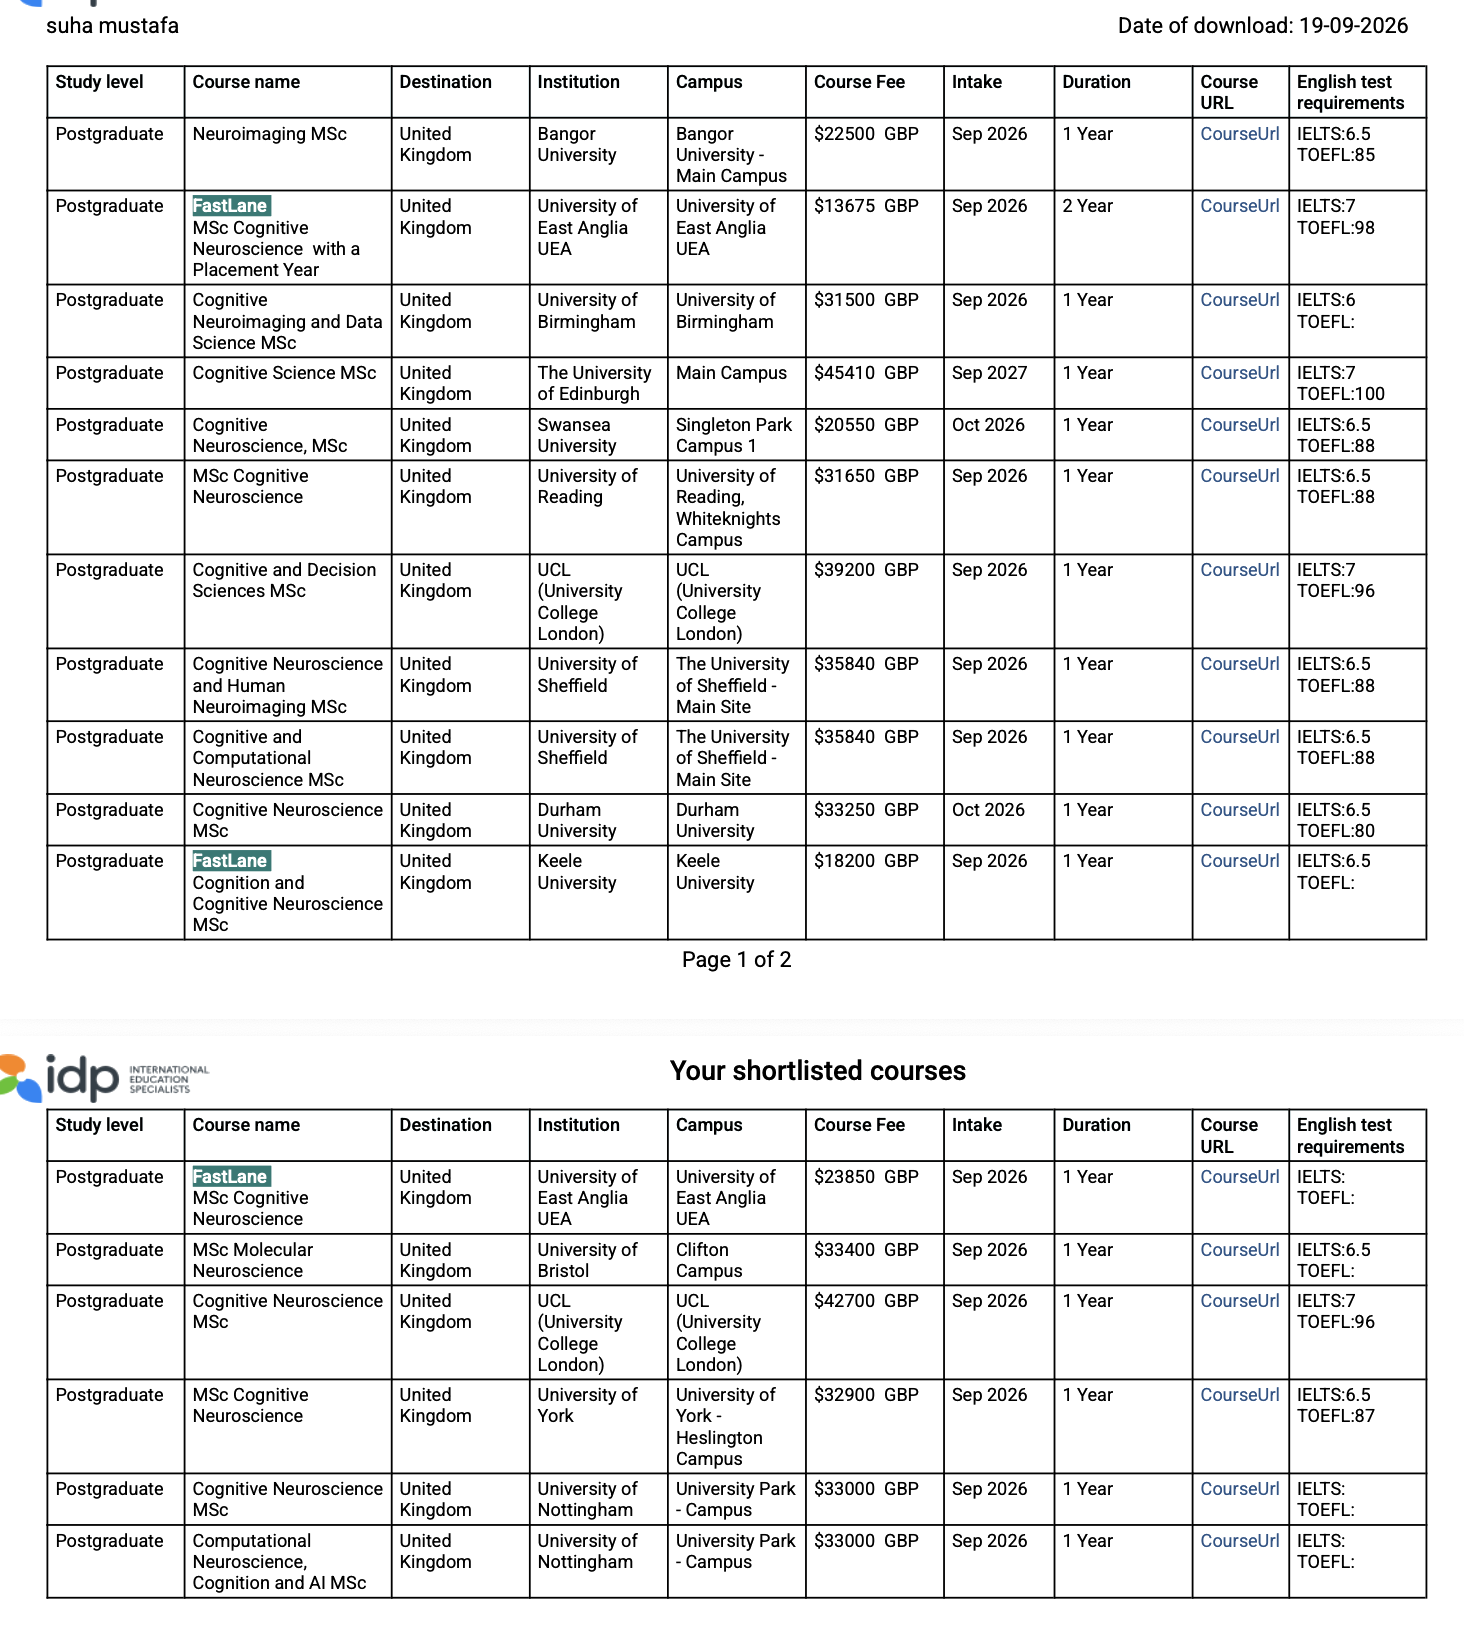 suha mustafa
Date of download: 19-09-2026
Study level Course name Destination Institution Campus Course Fee Intake Duration Course URL English test requirements
Postgraduate Neuroimaging MSc United Kingdom Bangor University Bangor University - Main Campus $22500 GBP Sep 2026 1 Year CourseUrl IELTS:6.5 TOEFL:85
Postgraduate FastLane MSc Cognitive Neuroscience with a Placement Year United Kingdom University of East Anglia UEA University of East Anglia UEA $13675 GBP Sep 2026 2 Year CourseUrl IELTS:7 TOEFL:98
Postgraduate Cognitive Neuroimaging and Data Science MSc United Kingdom University of Birmingham University of Birmingham $31500 GBP Sep 2026 1 Year CourseUrl IELTS:6 TOEFL:
Postgraduate Cognitive Science MSc United Kingdom The University of Edinburgh Main Campus $45410 GBP Sep 2027 1 Year CourseUrl IELTS:7 TOEFL:100
Postgraduate Cognitive Neuroscience, MSc United Kingdom Swansea University Singleton Park Campus 1 $20550 GBP Oct 2026 1 Year CourseUrl IELTS:6.5 TOEFL:88
Postgraduate MSc Cognitive Neuroscience United Kingdom University of Reading University of Reading, Whiteknights Campus $31650 GBP Sep 2026 1 Year CourseUrl IELTS:6.5 TOEFL:88
Postgraduate Cognitive and Decision Sciences MSc United Kingdom UCL (University College London) UCL (University College London) $39200 GBP Sep 2026 1 Year CourseUrl IELTS:7 TOEFL:96
Postgraduate Cognitive Neuroscience and Human Neuroimaging MSc United Kingdom University of Sheffield The University of Sheffield - Main Site $35840 GBP Sep 2026 1 Year CourseUrl IELTS:6.5 TOEFL:88
Postgraduate Cognitive and Computational Neuroscience MSc United Kingdom University of Sheffield The University of Sheffield - Main Site $35840 GBP Sep 2026 1 Year CourseUrl IELTS:6.5 TOEFL:88
Postgraduate Cognitive Neuroscience MSc United Kingdom Durham University Durham University $33250 GBP Oct 2026 1 Year CourseUrl IELTS:6.5 TOEFL:80
Postgraduate FastLane Cognition and Cognitive Neuroscience MSc United Kingdom Keele University Keele University $18200 GBP Sep 2026 1 Year CourseUrl IELTS:6.5 TOEFL:
Page 1 of 2
idp INTERNATIONAL EDUCATION SPECIALISTS
Your shortlisted courses
Study level Course name Destination Institution Campus Course Fee Intake Duration Course URL English test requirements
Postgraduate FastLane MSc Cognitive Neuroscience United Kingdom University of East Anglia UEA University of East Anglia UEA $23850 GBP Sep 2026 1 Year CourseUrl IELTS: TOEFL:
Postgraduate MSc Molecular Neuroscience United Kingdom University of Bristol Clifton Campus $33400 GBP Sep 2026 1 Year CourseUrl IELTS:6.5 TOEFL:
Postgraduate Cognitive Neuroscience MSc United Kingdom UCL (University College London) UCL (University College London) $42700 GBP Sep 2026 1 Year CourseUrl IELTS:7 TOEFL:96
Postgraduate MSc Cognitive Neuroscience United Kingdom University of York University of York - Heslington Campus $32900 GBP Sep 2026 1 Year CourseUrl IELTS:6.5 TOEFL:87
Postgraduate Cognitive Neuroscience MSc United Kingdom University of Nottingham University Park - Campus $33000 GBP Sep 2026 1 Year CourseUrl IELTS: TOEFL:
Postgraduate Computational Neuroscience, Cognition and AI MSc United Kingdom University of Nottingham University Park - Campus $33000 GBP Sep 2026 1 Year CourseUrl IELTS: TOEFL: